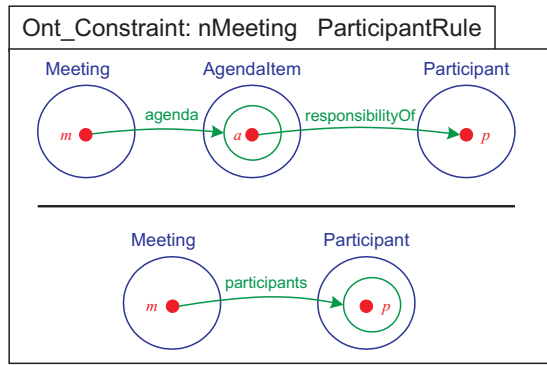 Ont_Constraint: nMeeting ParticipantRule
Meeting AgendaItem Participant
agenda responsibilityOf
m a p
Meeting Participant
participants
m p